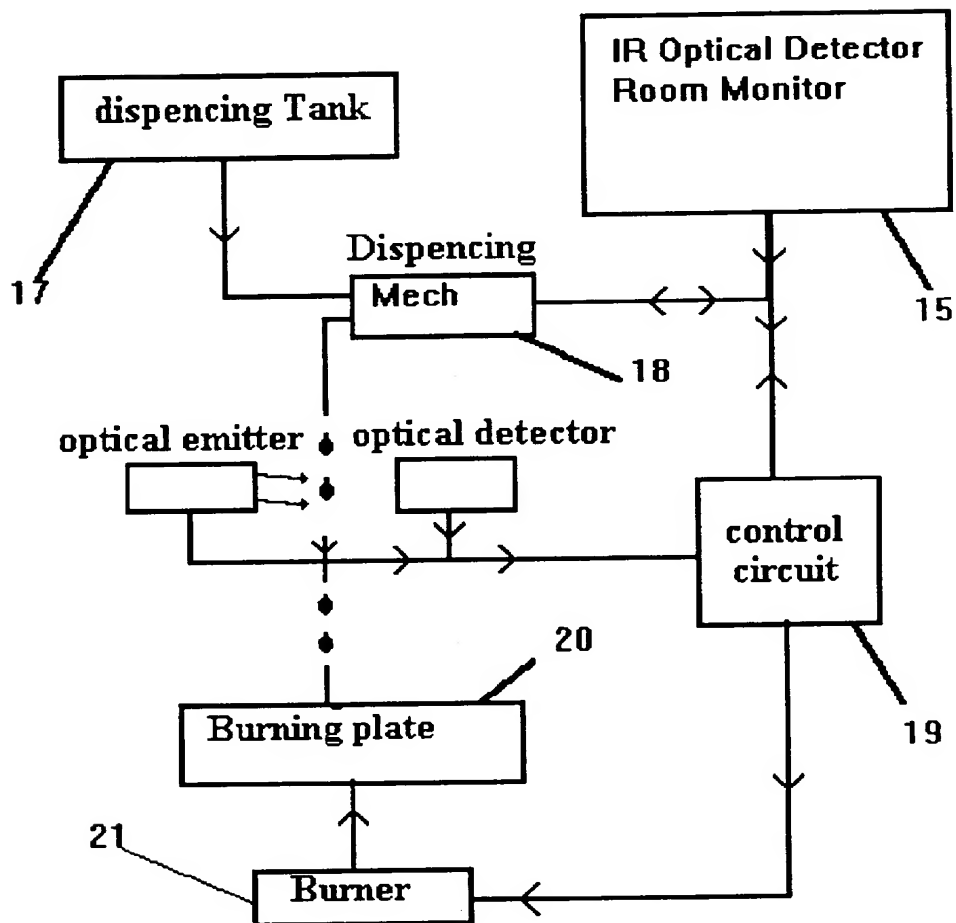 IR Optical Detector
Room Monitor
dispencing Tank
17
Dispencing
Mech
15
18
optical emitter
optical detector
control
circuit
20
Burning plate
19
21
Burner